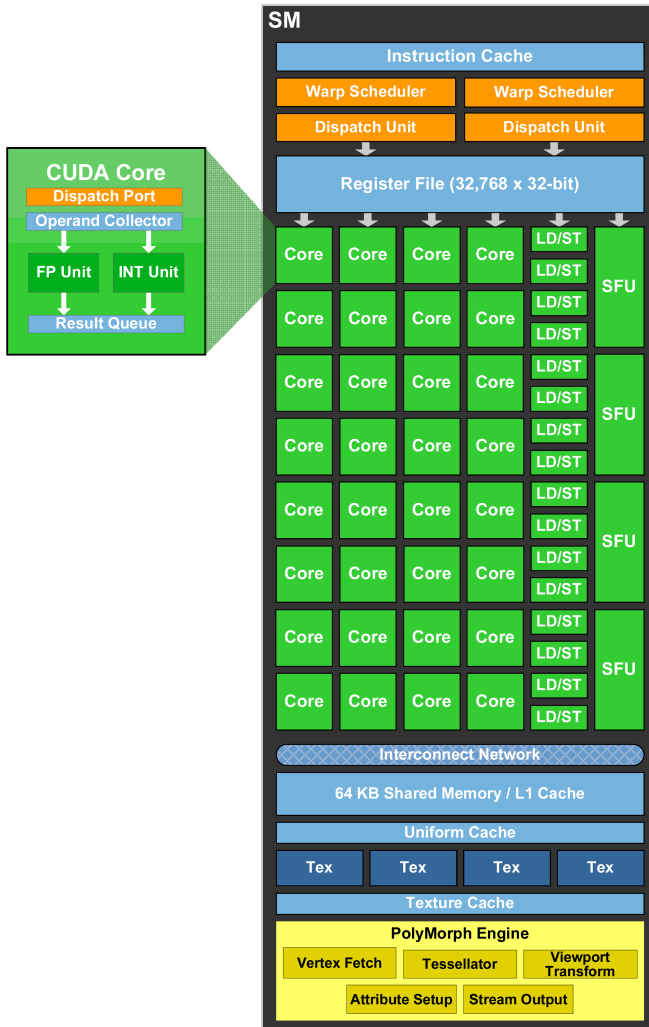 SM
Instruction Cache
Warp Scheduler Warp Scheduler
Dispatch Unit Dispatch Unit
Register File (32,768 x 32-bit)
CUDA Core
Dispatch Port
Operand Collector
FP Unit INT Unit
Result Queue
Core Core Core Core LD/ST LD/ST SFU
Core Core Core Core LD/ST LD/ST
Core Core Core Core LD/ST LD/ST SFU
Core Core Core Core LD/ST LD/ST
Core Core Core Core LD/ST LD/ST SFU
Core Core Core Core LD/ST LD/ST
Core Core Core Core LD/ST LD/ST SFU
Core Core Core Core LD/ST LD/ST
Interconnect Network
64 KB Shared Memory / L1 Cache
Uniform Cache
Tex Tex Tex Tex
Texture Cache
PolyMorph Engine
Vertex Fetch Tessellator Viewport Transform
Attribute Setup Stream Output